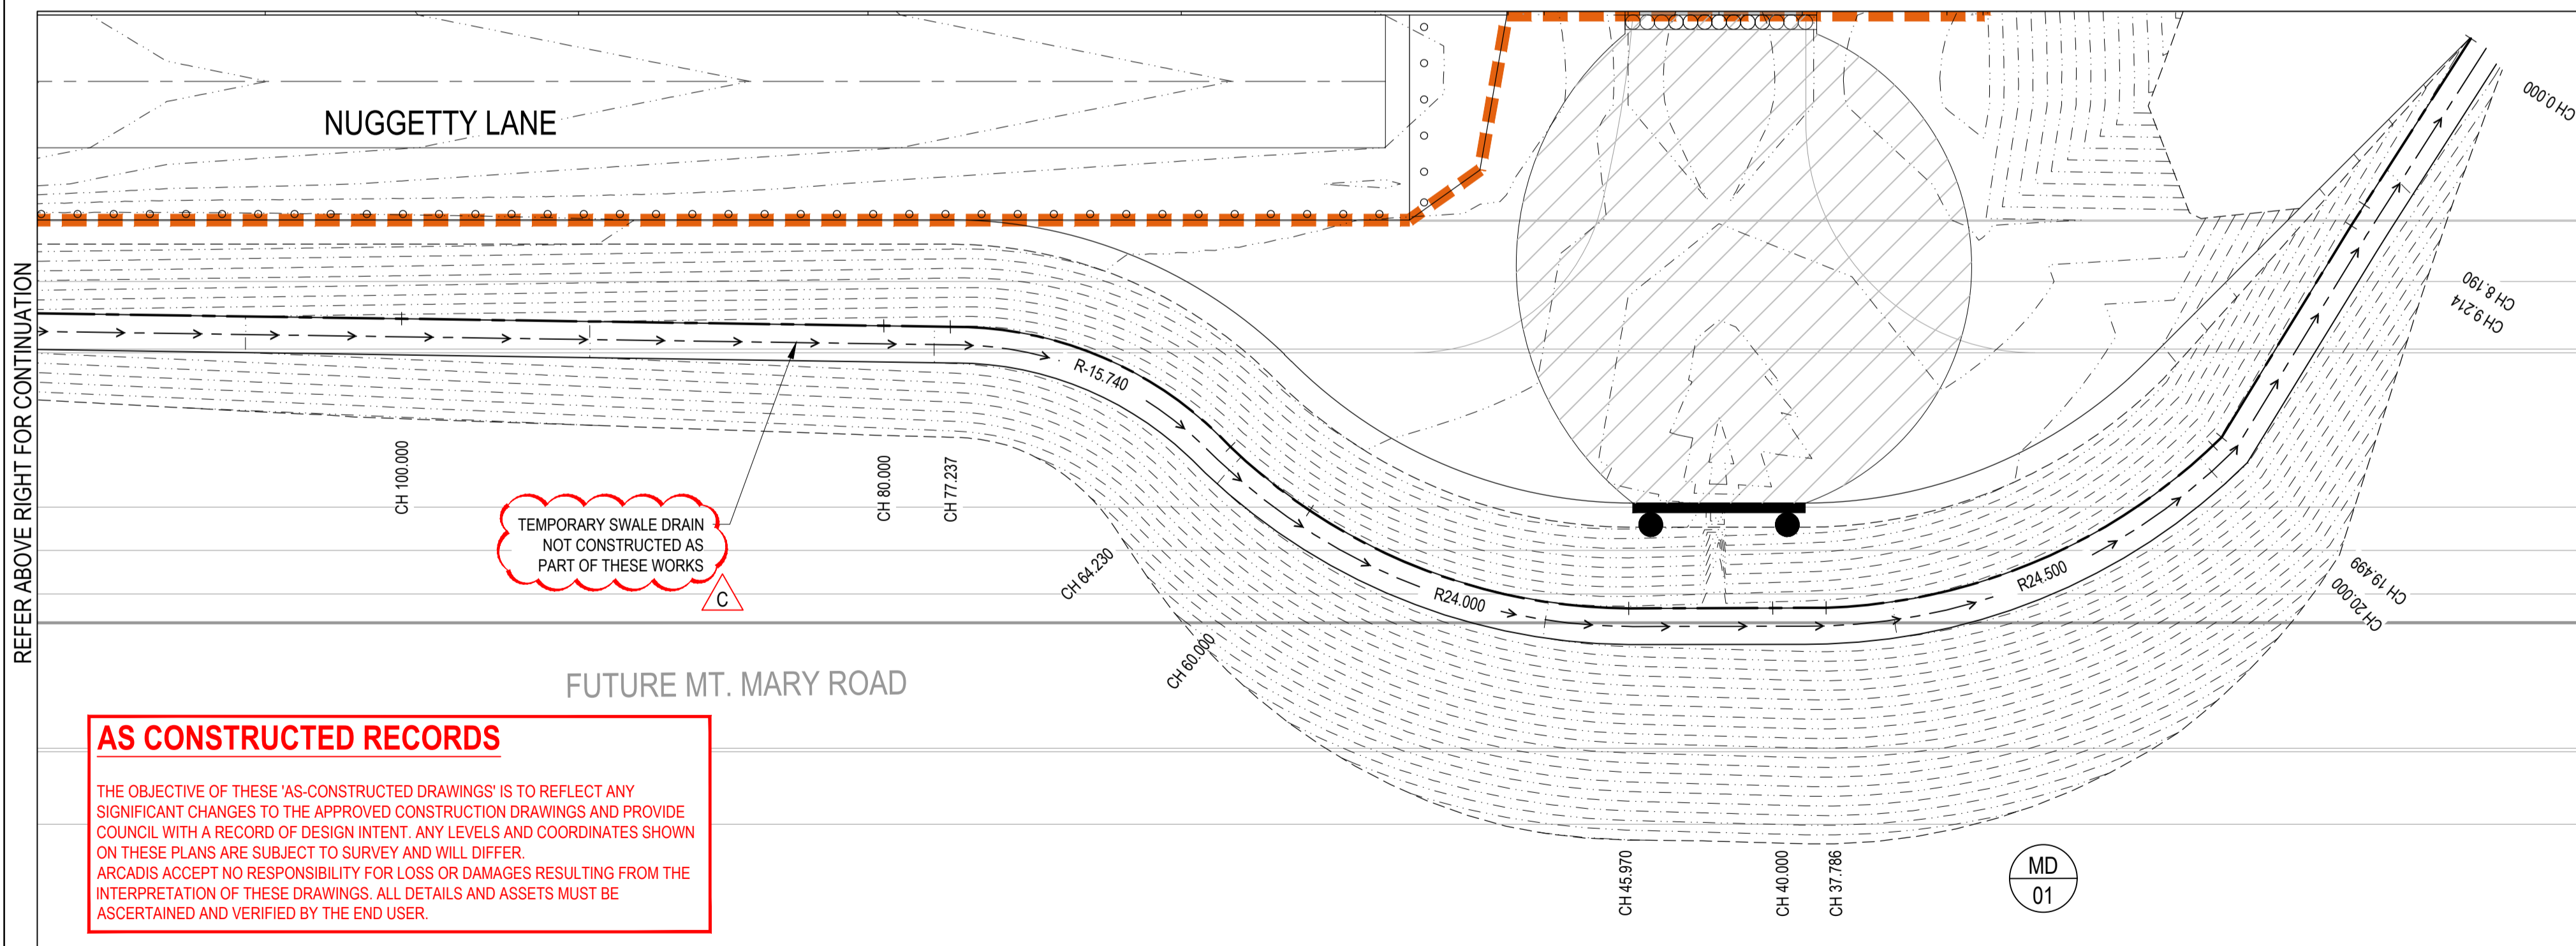 NUGGETTY LANE
REFER ABOVE RIGHT FOR CONTINUATION
CH 0.000
CH 8.190
CH 9.214
R-15.740
CH 100.000
CH 80.000
CH 77.237
TEMPORARY SWALE DRAIN
NOT CONSTRUCTED AS
PART OF THESE WORKS
C
CH 64.230
CH 60.000
R24.000
R24.500
CH 19.499
CH 20.000
FUTURE MT. MARY ROAD
AS CONSTRUCTED RECORDS
THE OBJECTIVE OF THESE 'AS-CONSTRUCTED DRAWINGS' IS TO REFLECT ANY
SIGNIFICANT CHANGES TO THE APPROVED CONSTRUCTION DRAWINGS AND PROVIDE
COUNCIL WITH A RECORD OF DESIGN INTENT. ANY LEVELS AND COORDINATES SHOWN
ON THESE PLANS ARE SUBJECT TO SURVEY AND WILL DIFFER.
ARCADIS ACCEPT NO RESPONSIBILITY FOR LOSS OR DAMAGES RESULTING FROM THE
INTERPRETATION OF THESE DRAWINGS. ALL DETAILS AND ASSETS MUST BE
ASCERTAINED AND VERIFIED BY THE END USER.
CH 45.970
CH 40.000
CH 37.786
MD
01